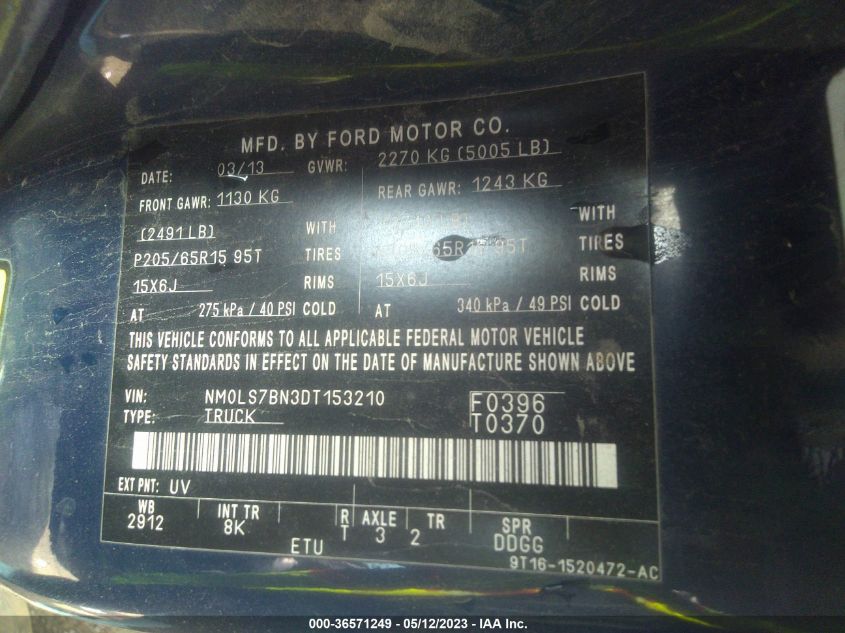 MFD. BY FORD MOTOR CO.
DATE: 03/13 GVWR: 2270 KG (5005 LB)
FRONT GAWR: 1130 KG REAR GAWR: 1243 KG
(2491 LB) WITH WITH
P205/65R15 95T TIRES 95T TIRES
15X6J RIMS 15X6J RIMS
AT 275 kPa / 40 PSI COLD AT 340 kPa / 49 PSI COLD
THIS VEHICLE CONFORMS TO ALL APPLICABLE FEDERAL MOTOR VEHICLE
SAFETY STANDARDS IN EFFECT ON THE DATE OF MANUFACTURE SHOWN ABOVE
VIN: NM0LS7BN3DT153210 F0396
TYPE: TRUCK T0370
EXT PNT: UV
WB INT TR R AXLE TR SPR
2912 8K T 3 2 DDGG
ETU
9T16-1520472-AC
000-36571249 - 05/12/2023 - IAA Inc.